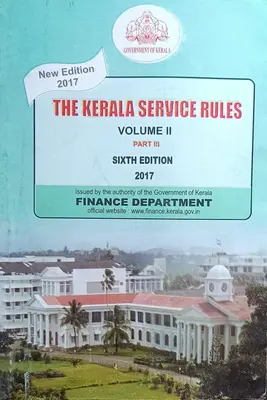 GOVERNMENT OF KERALA
New Edition
2017
THE KERALA SERVICE RULES
VOLUME II
PART III
SIXTH EDITION
2017
Issued by the authority of the Government of Kerala
FINANCE DEPARTMENT
official website : www.finance.kerala.gov.in